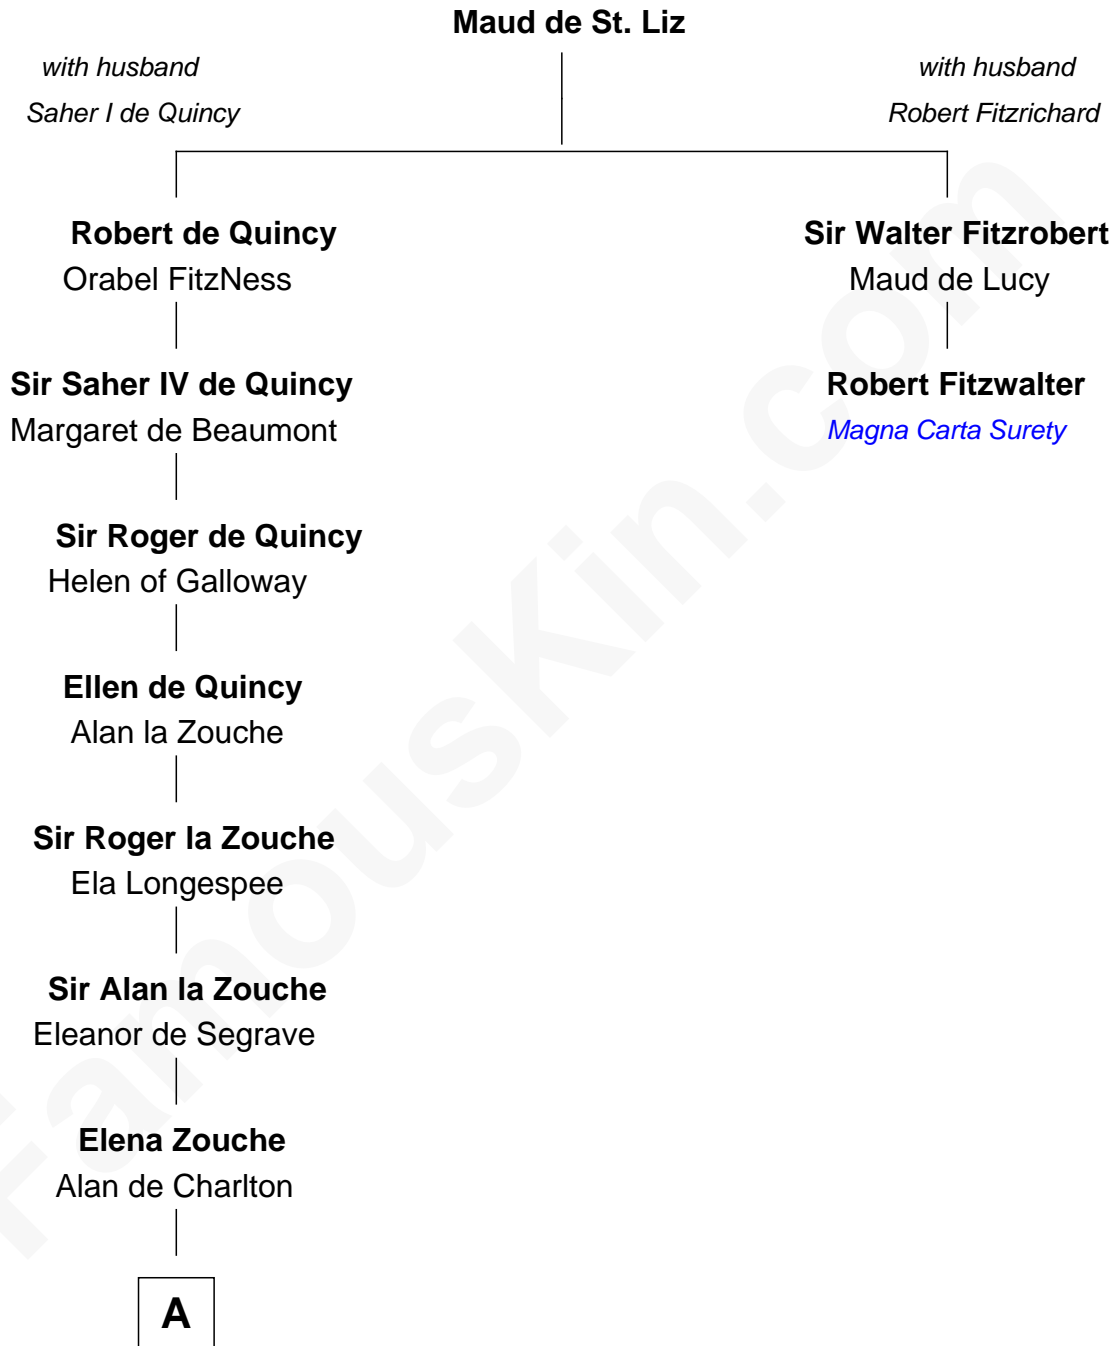 Maud de St. Liz
with husband
Saher I de Quincy
with husband
Robert Fitzrichard
Robert de Quincy
Orabel FitzNess
Sir Walter Fitzrobert
Maud de Lucy
Sir Saher IV de Quincy
Margaret de Beaumont
Robert Fitzwalter
Magna Carta Surety
Sir Roger de Quincy
Helen of Galloway
Ellen de Quincy
Alan la Zouche
Sir Roger la Zouche
Ela Longespee
Sir Alan la Zouche
Eleanor de Segrave
Elena Zouche
Alan de Charlton
A
FamousKin.com